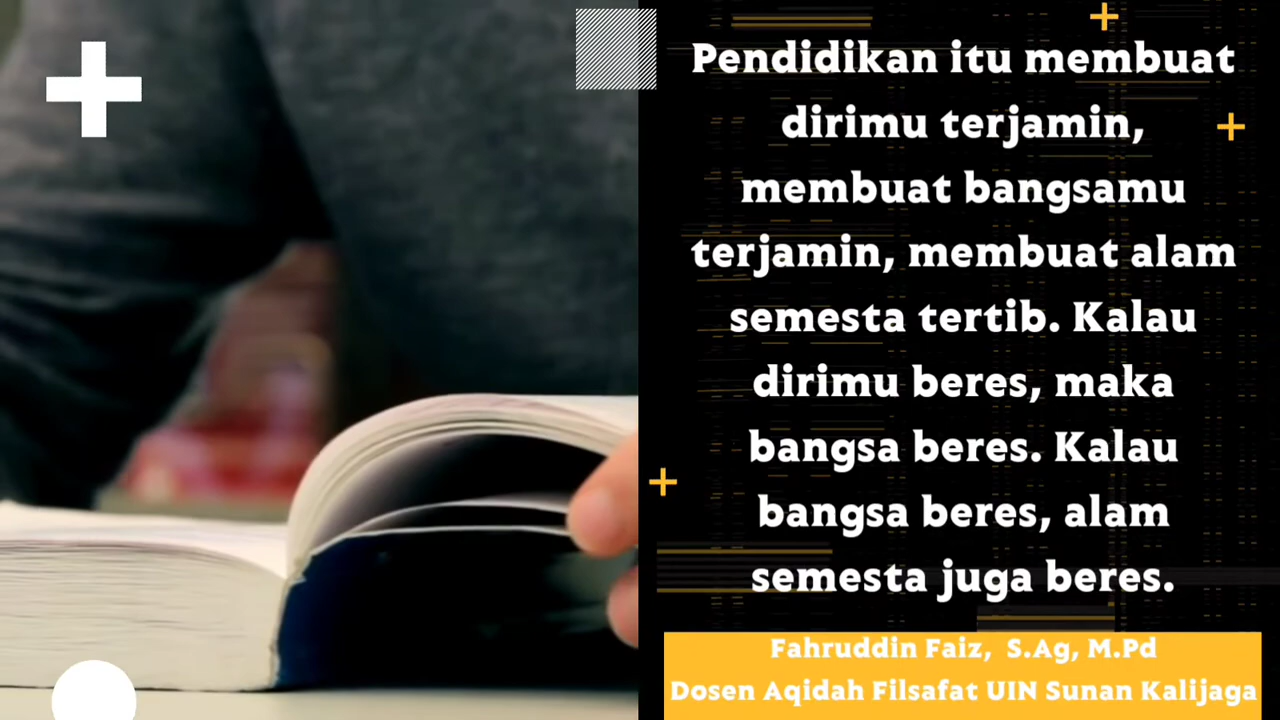 Pendidikan itu membuat
dirimu terjamin,
membuat bangsamu
terjamin, membuat alam
semesta tertib. Kalau
dirimu beres, maka
bangsa beres. Kalau
bangsa beres, alam
semesta juga beres.
Fahruddin Faiz, S.Ag, M.Pd
Dosen Aqidah Filsafat UIN Sunan Kalijaga